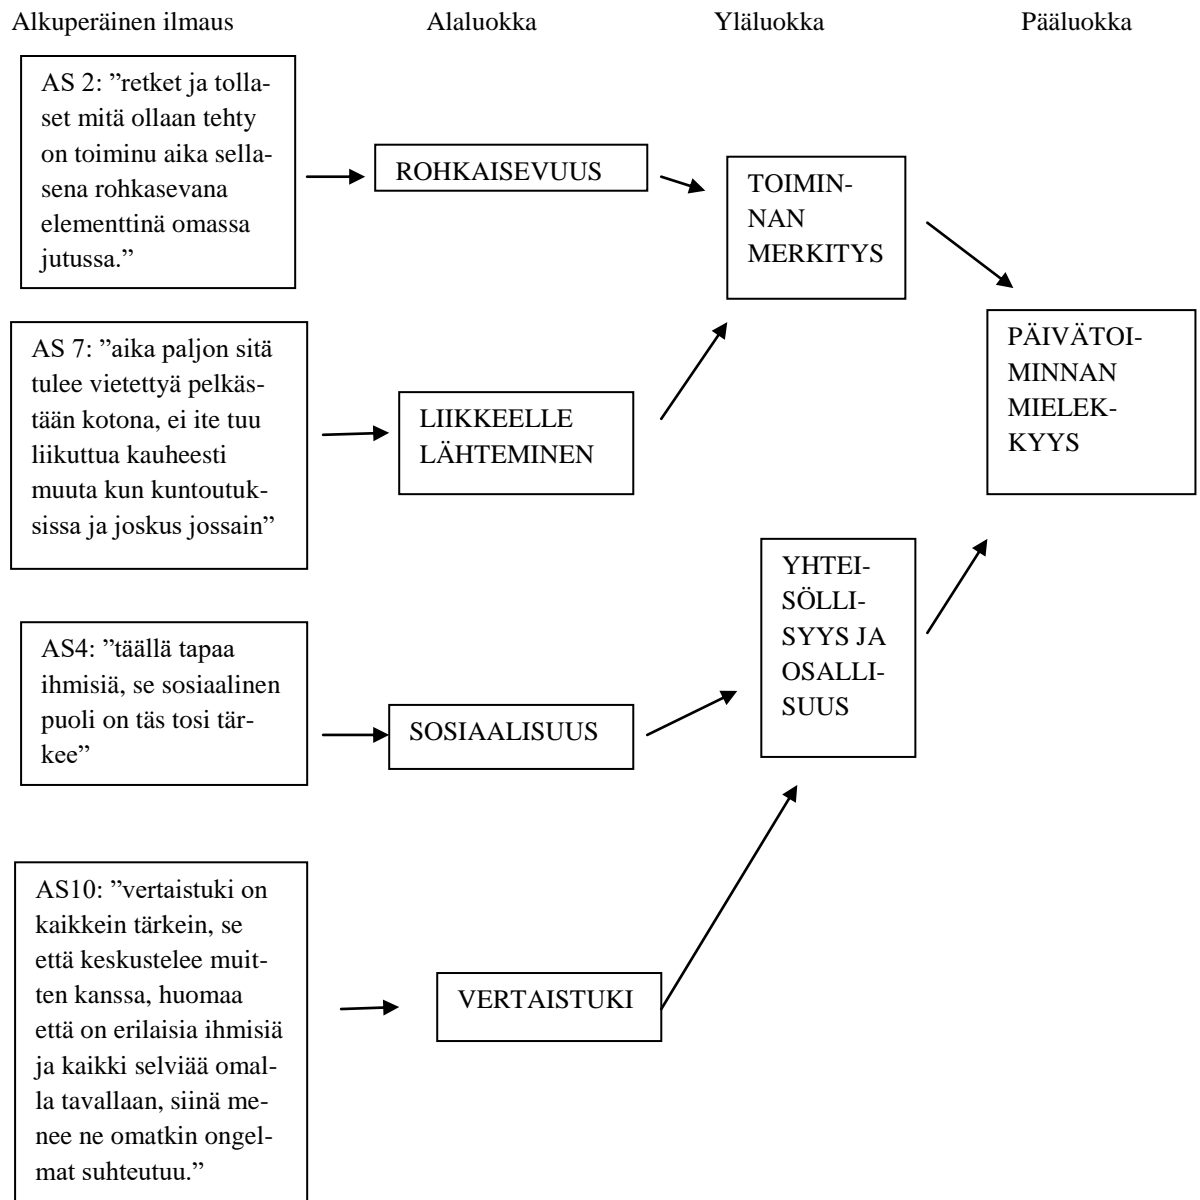 Alkuperäinen ilmaus Alaluokka Yläluokka Pääluokka
AS 2: ”retket ja tolla-
set mitä ollaan tehty
on toiminu aika sella-
sena rohkasevana
elementtinä omassa
jutussa.”
ROHKAISEVUUS
TOIMIN-
NAN
MERKITYS
AS 7: ”aika paljon sitä
tulee vietettyä pelkäs-
tään kotona, ei ite tuu
liikuttua kauheesti
muuta kun kuntoutuk-
sissa ja joskus jossain”
LIIKKEELLE
LÄHTEMINEN
PÄIVÄTOI-
MINNAN
MIELEK-
KYYS
AS4: ”täällä tapaa
ihmisiä, se sosiaalinen
puoli on täs tosi tär-
kee”
SOSIAALISUUS
YHTEI-
SÖLLI-
SYYS JA
OSALLI-
SUUS
AS10: ”vertaistuki on
kaikkein tärkein, se
että keskustelee muit-
ten kanssa, huomaa
että on erilaisia ihmisiä
ja kaikki selviää omal-
la tavallaan, siinä me-
nee ne omatkin ongel-
mat suhteutuu.”
VERTAISTUKI